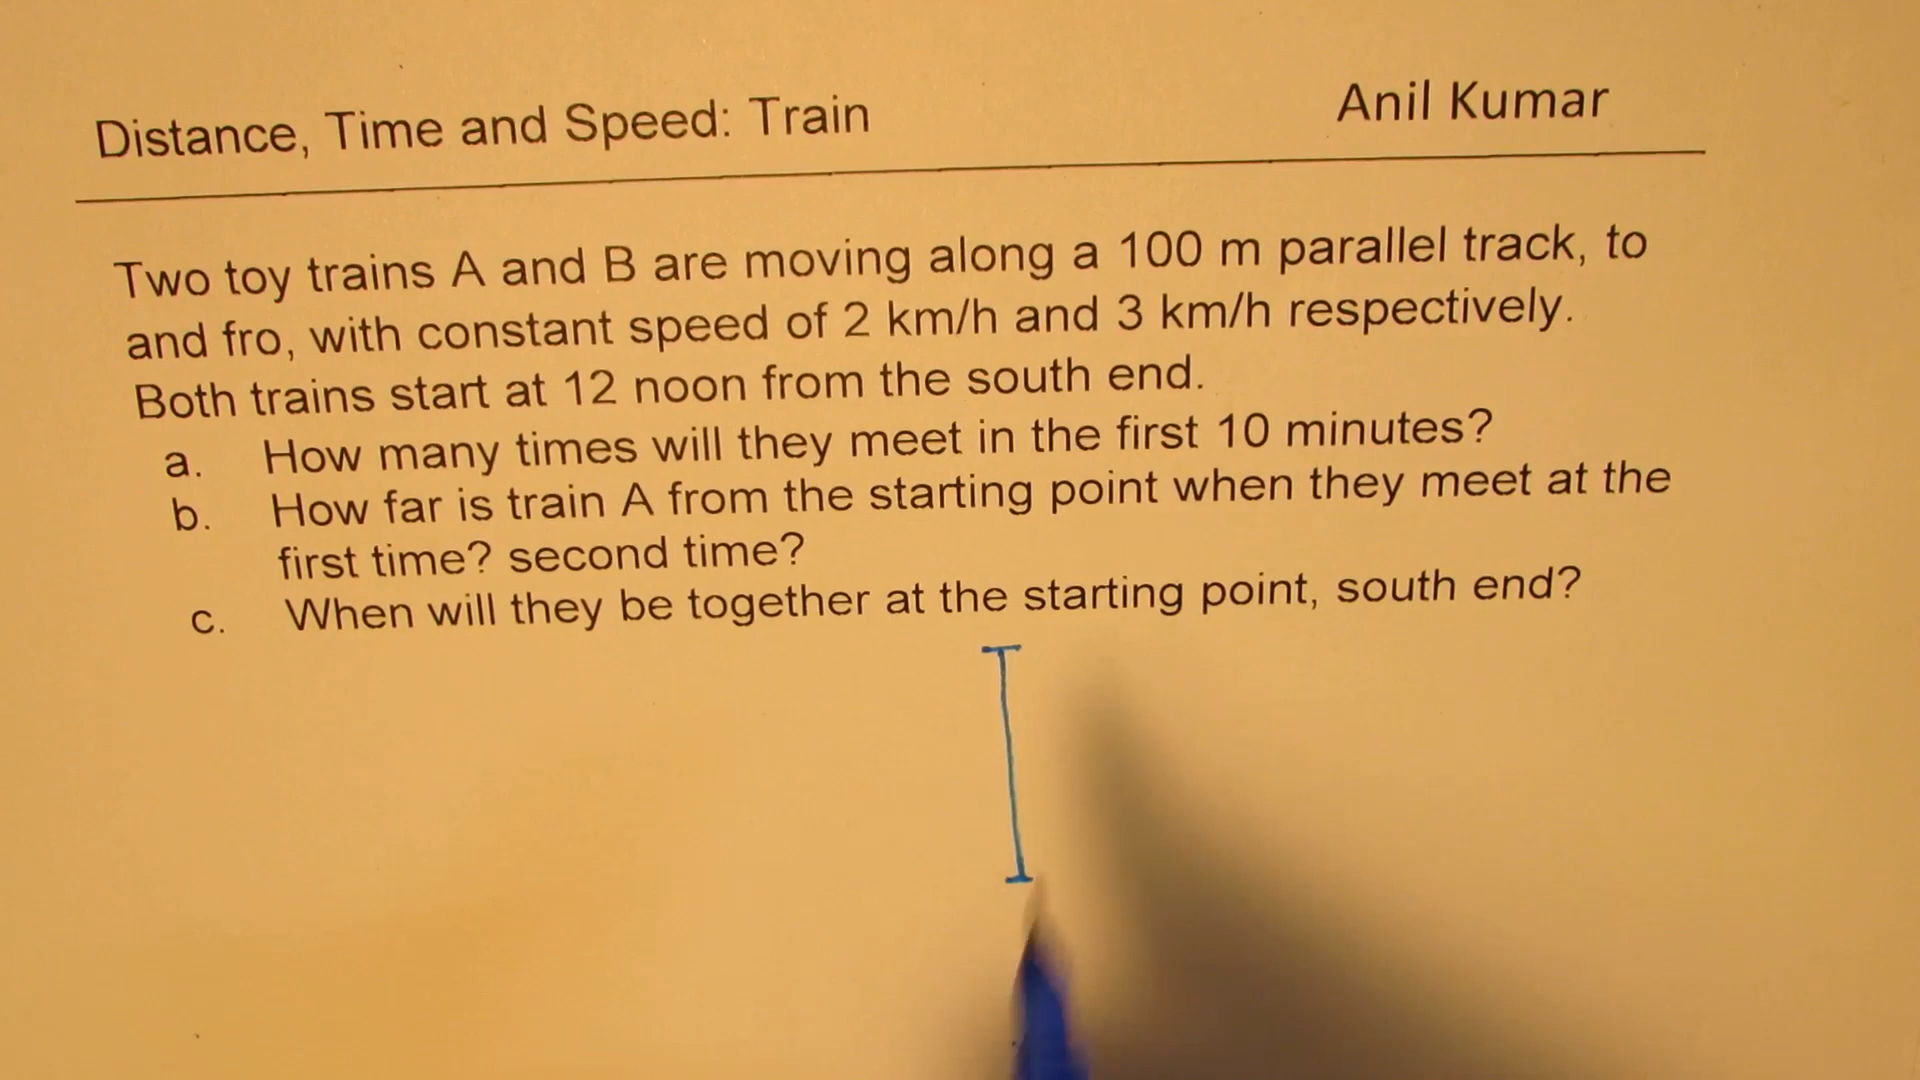 Distance, Time and Speed: Train
Anil Kumar
Two toy trains A and B are moving along a 100 m parallel track, to
and fro, with constant speed of 2 km/h and 3 km/h respectively.
Both trains start at 12 noon from the south end.
a. How many times will they meet in the first 10 minutes?
b. How far is train A from the starting point when they meet at the
first time? second time?
c. When will they be together at the starting point, south end?